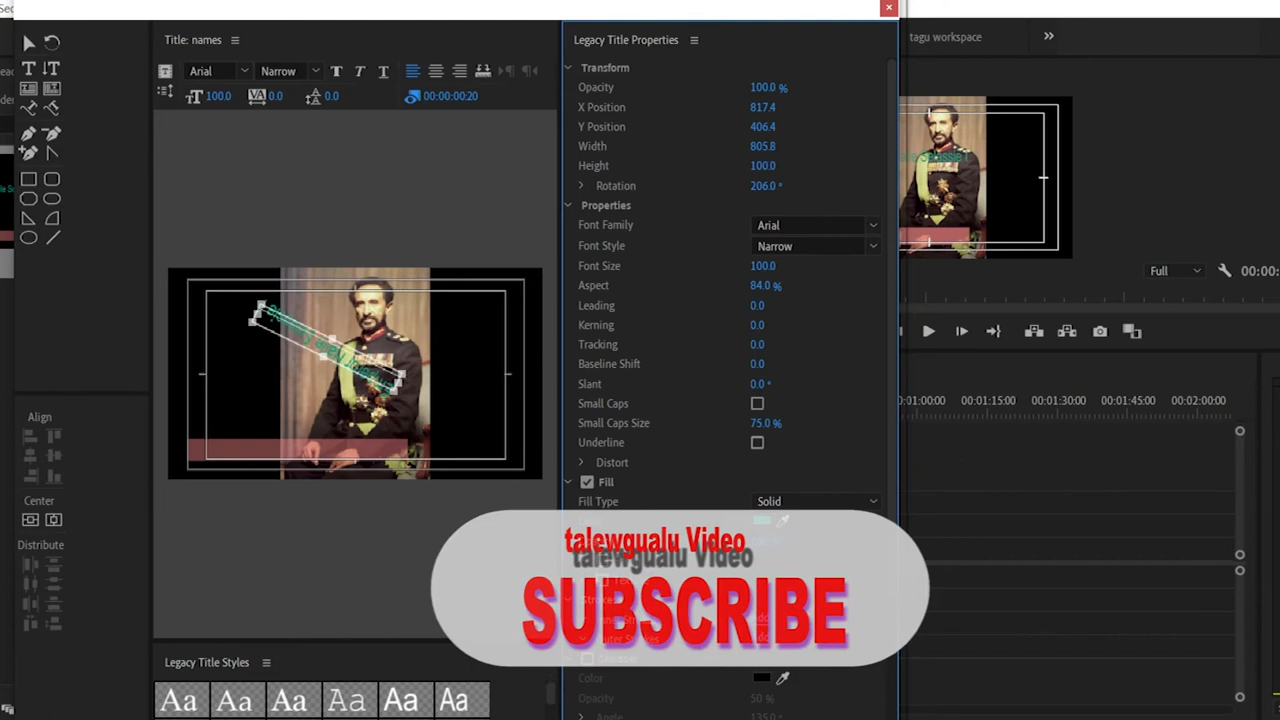 Title: names
Legacy Title Properties
tagu workspace
Arial
Narrow
T
T
T
100.0
VA 0.0
0.0
00:00:00:20
Transform
Opacity
100.0 %
X Position
817.4
Y Position
406.4
Width
805.8
Height
100.0
Rotation
206.0 °
Properties
Font Family
Arial
Font Style
Narrow
Font Size
100.0
Aspect
84.0 %
Leading
0.0
Kerning
0.0
Tracking
0.0
Baseline Shift
0.0
Slant
0.0 °
Small Caps
Small Caps Size
75.0 %
Underline
Distort
Fill
Fill Type
Solid
Full
00:00:
0:01:00:00
00:01:15:00
00:01:30:00
00:01:45:00
00:02:00:00
Align
Center
Distribute
talewgualu Video
talewgualu Video
SUBSCRIBE
Color
Opacity
50 %
Angle
135.0 °
Legacy Title Styles
Aa
Aa
Aa
Aa
Aa
Aa